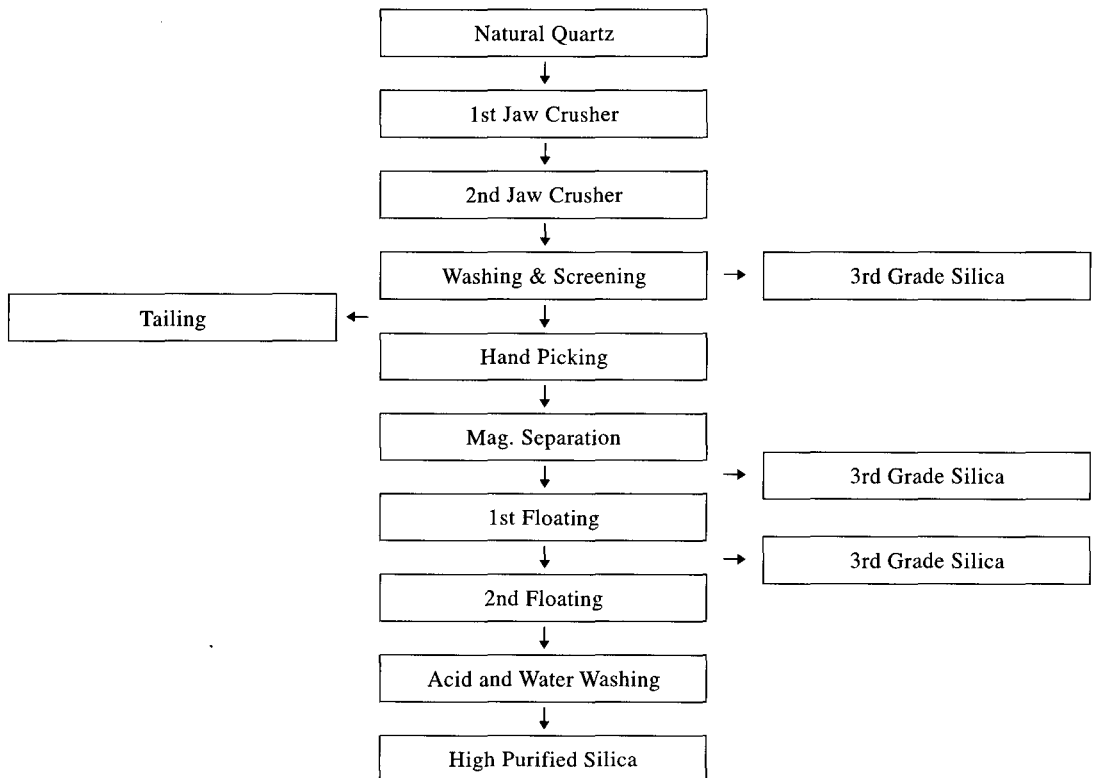 Natural Quartz
1st Jaw Crusher
2nd Jaw Crusher
Washing & Screening
3rd Grade Silica
Tailing
Hand Picking
Mag. Separation
3rd Grade Silica
1st Floating
3rd Grade Silica
2nd Floating
Acid and Water Washing
High Purified Silica